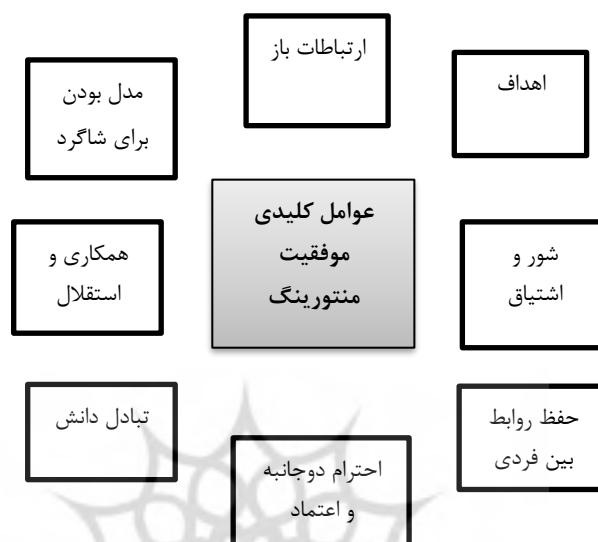 ارتباطات باز
اهداف
مدل بودن
برای شاگرد
عوامل کلیدی
موفقیت
منتورینگ
همکاری و
استقلال
شور و
اشتیاق
تبادل دانش
حفظ روابط
بین فردی
احترام دوجانبه
و اعتماد